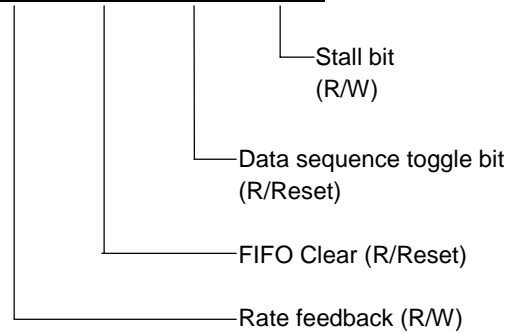 Stall bit
(R/W)
Data sequence toggle bit
(R/Reset)
FIFO Clear (R/Reset)
Rate feedback (R/W)